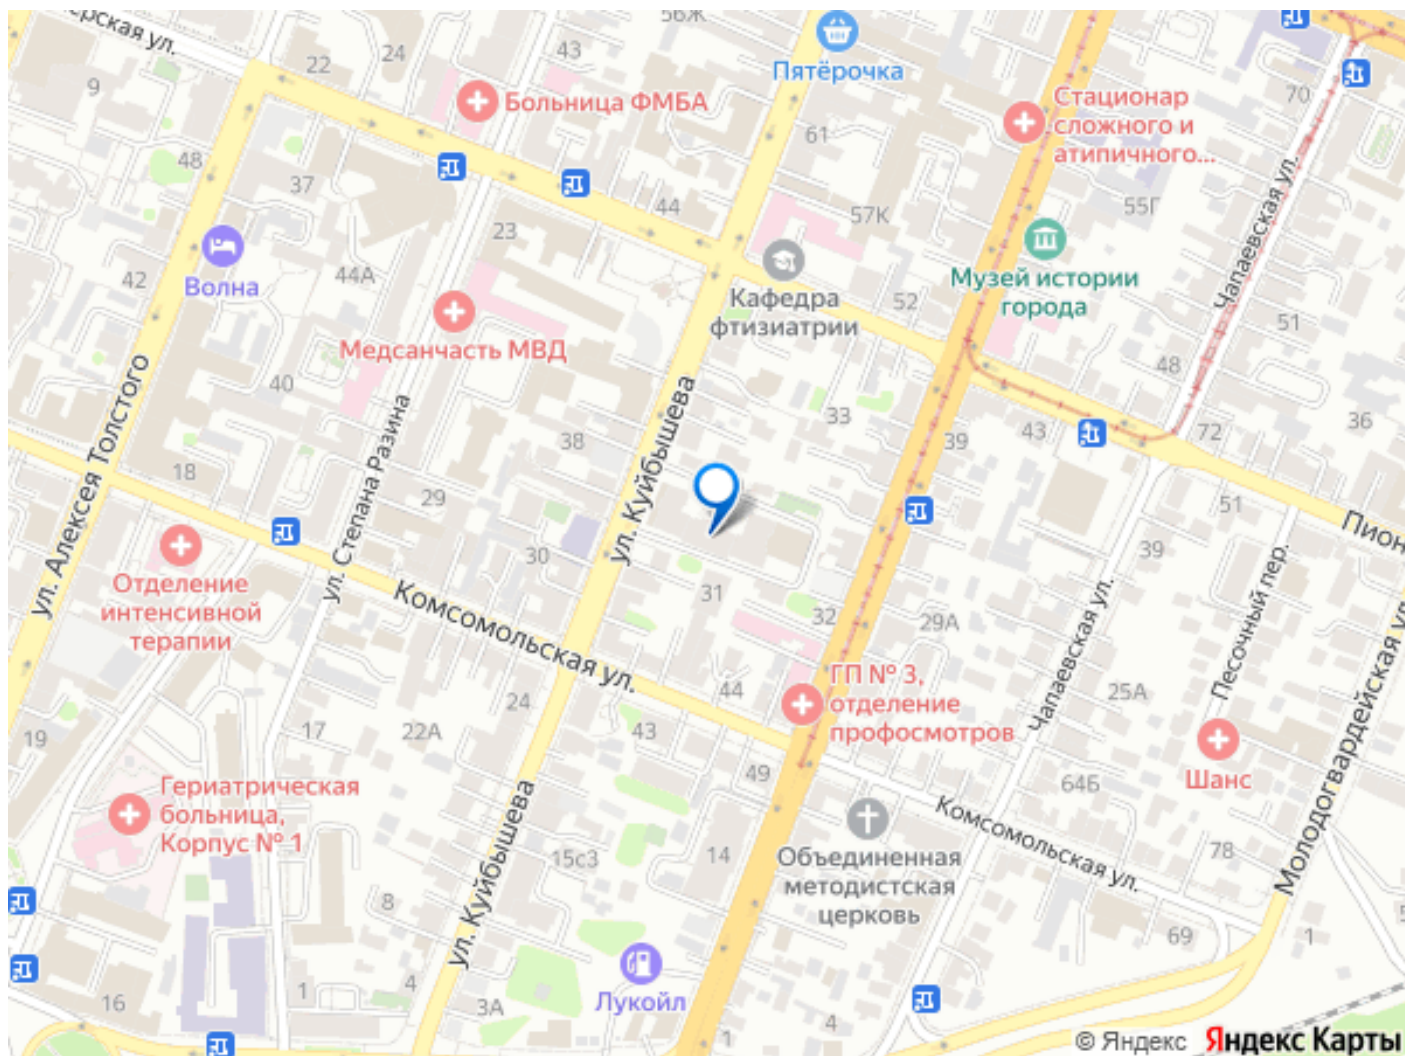 56Ж
ерская ул.
24
43
22
9
Пятёрочка
Больница ФМБА
61
Стационар
сложного и
атипичного...
70
48
37
44
57К
55Г
Чапаевская ул.
23
Музей истории
города
44А
Волна
42
Кафедра
фтизиатрии
52
51
Медсанчасть МВД
40
48
36
ул. Алексея Толстого
ул. Степана Разина
ул. Куйбышева
33
39
43
72
38
18
29
51
Пион
30
39
Песочный пер.
Отделение
интенсивной
терапии
Комсомольская ул.
31
32
29А
Чапаевская ул.
Молодогвардейская ул
25А
44
ГП № 3,
отделение
профосмотров
24
17
22А
43
19
Шанс
49
64Б
Гериатрическая
больница,
Корпус № 1
ул. Куйбышева
Комсомольская ул.
15с3
14
Объединенная
методистская
церковь
78
8
69
1
4
Лукойл
16
1
3А
4
1
© Яндекс Яндекс Карты